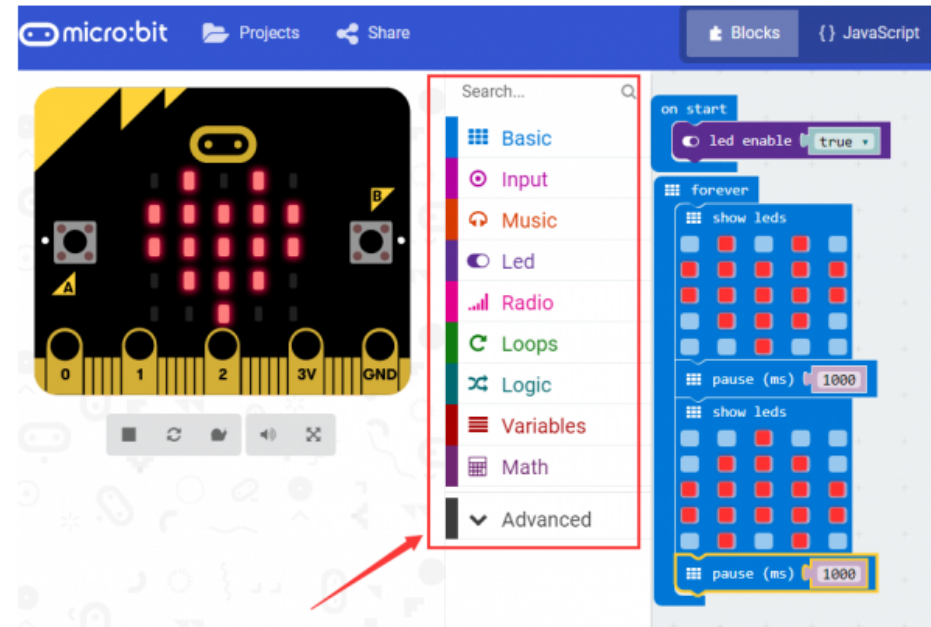 micro:bit Projects Share Blocks {} JavaScript
Search...
Basic
Input
Music
Led
Radio
Loops
Logic
Variables
Math
Advanced
B
A
0 1 2 3V GND
on start
led enable true
forever
show leds
pause (ms) 1000
show leds
pause (ms) 1000